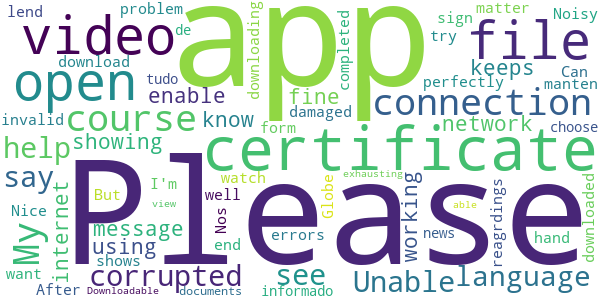 lend
problem
de
app
downloading
completed
sign
matter
Noisy
try
video
file
download
tudo
perfectly
Can
manten
open
enable
fine
damaged
keeps
connection
invalid
course
know
form
network
choose
help
showing
certificate
say
My
internet
But
I'm
watch
exhausting
Globe
view
able
working
reagrdings
downloaded
Nice
message
well
Nos
Please
errors
news
hand
using
end
see
Unable
language
want
shows
After
corrupted
Downloadable
documents
informado